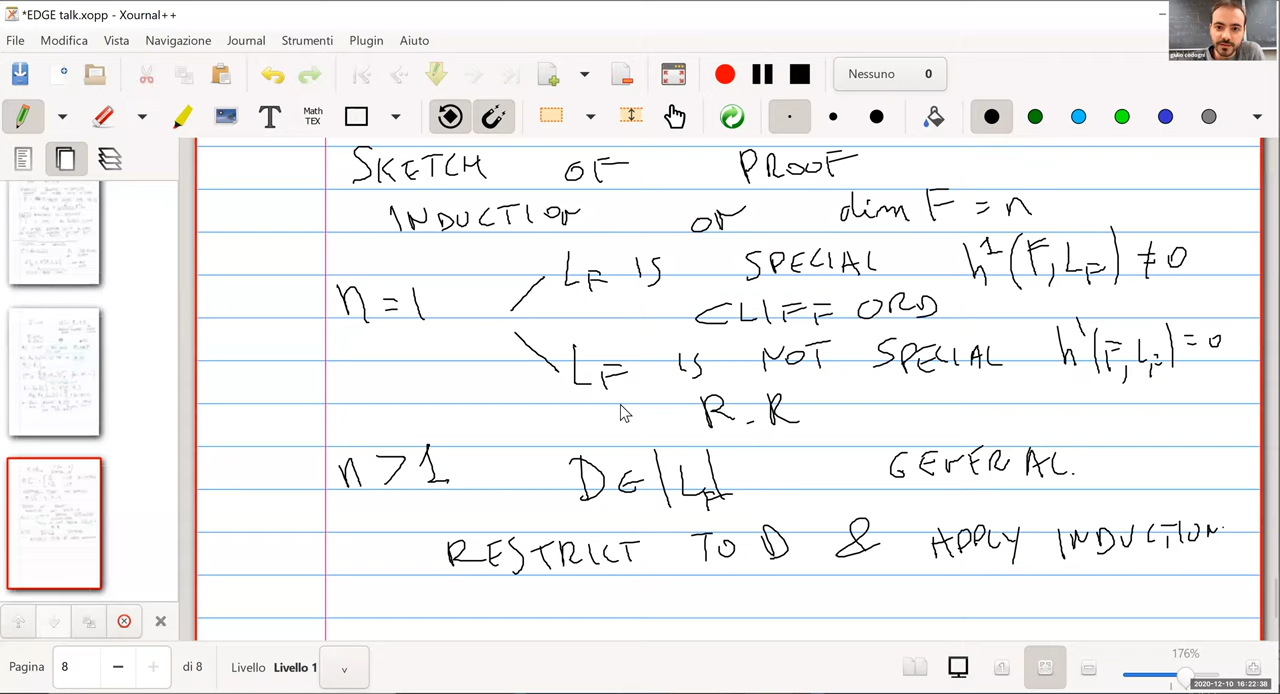 *EDGE talk.xopp - Xournal++
File Modifica Vista Navigazione Journal Strumenti Plugin Aiuto
giulio codogni
Nessuno 0
T Math TEX
SKETCH OF PROOF
INDUCTION ON dim F = n
n = 1 L_F IS SPECIAL h^1(F, L_F) ≠ 0
CLIFFORD
L_F IS NOT SPECIAL h^1(F, L_F) = 0
R-R
n > 1 D ∈ |L_F| GENERAL.
RESTRICT TO D & APPLY INDUCTION.
Pagina 8 di 8 Livello Livello 1 176%
2020-12-10 16:22:38